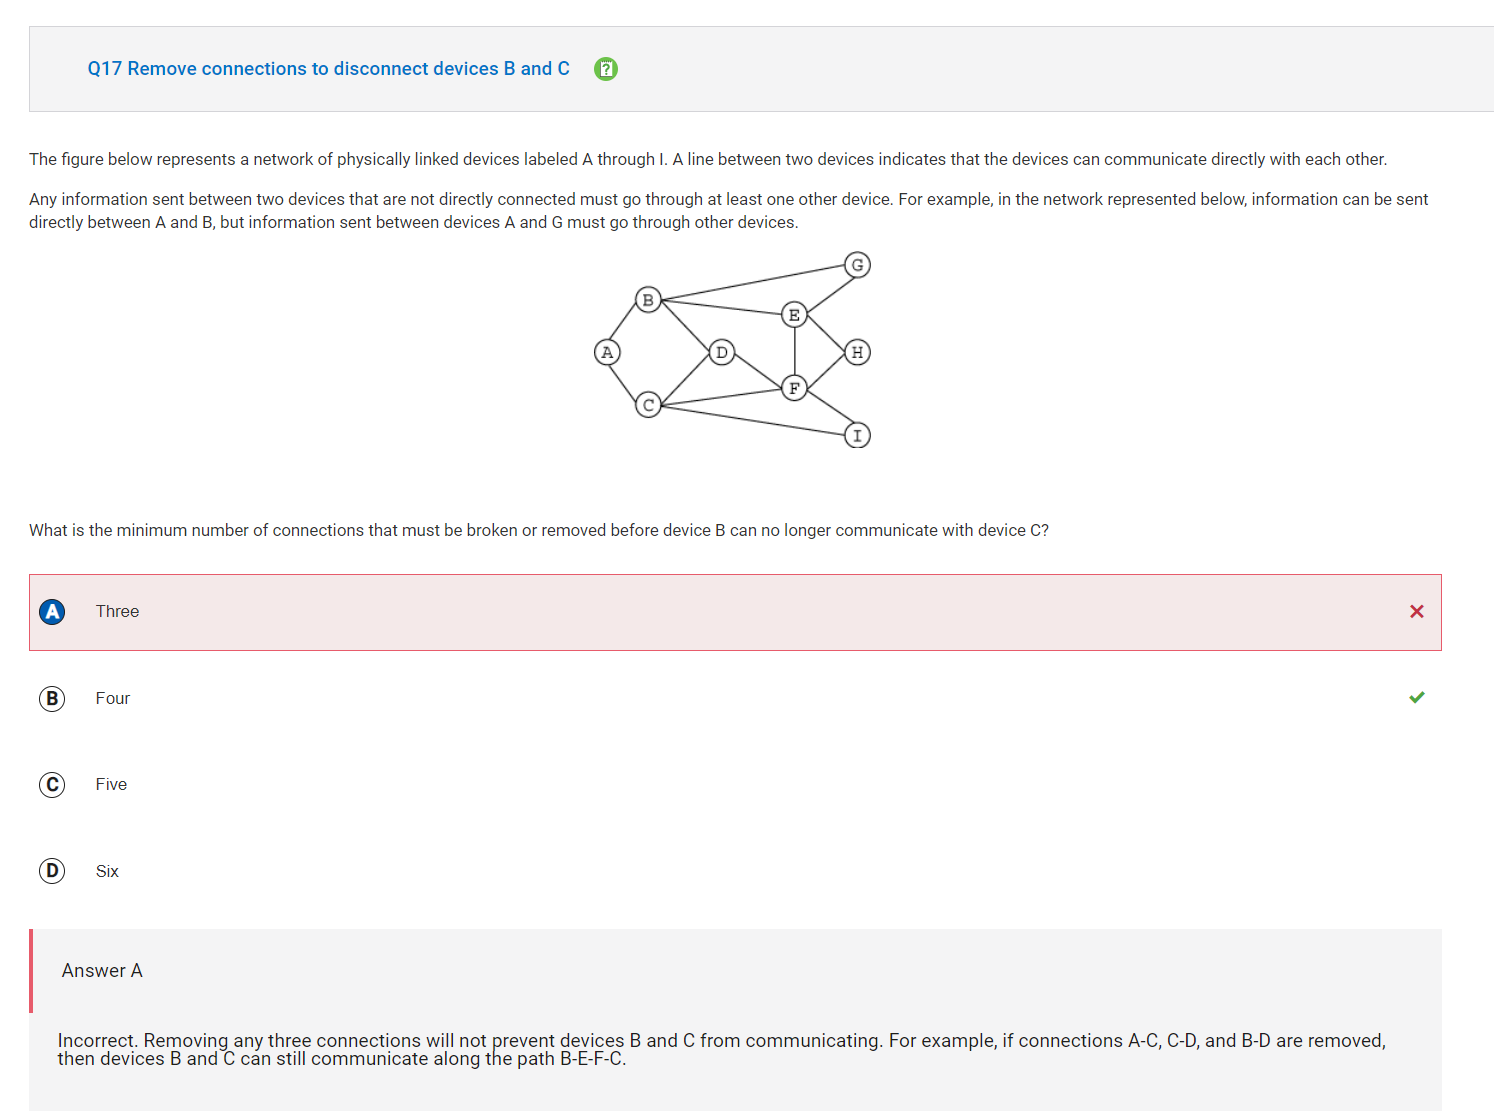 Q17 Remove connections to disconnect devices B and C
The figure below represents a network of physically linked devices labeled A through I. A line between two devices indicates that the devices can communicate directly with each other.
Any information sent between two devices that are not directly connected must go through at least one other device. For example, in the network represented below, information can be sent
directly between A and B, but information sent between devices A and G must go through other devices.
G
B
E
A
D
H
F
C
I
What is the minimum number of connections that must be broken or removed before device B can no longer communicate with device C?
A Three
B Four
C Five
D Six
Answer A
Incorrect. Removing any three connections will not prevent devices B and C from communicating. For example, if connections A-C, C-D, and B-D are removed,
then devices B and C can still communicate along the path B-E-F-C.